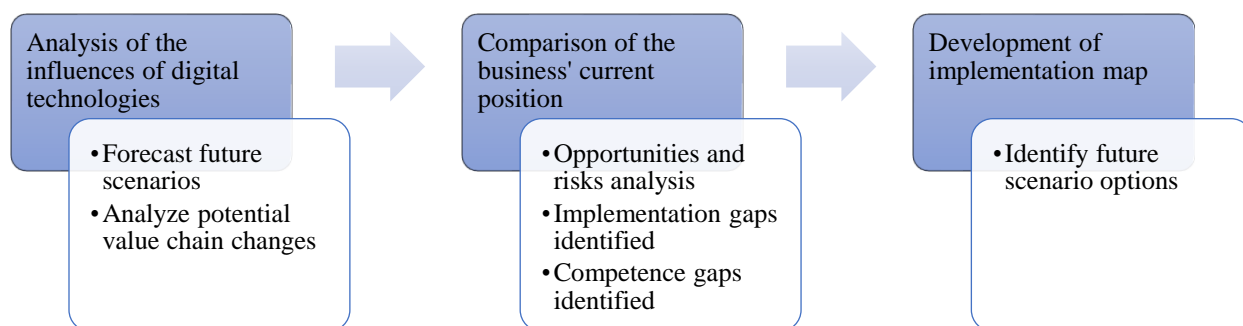 Analysis of the
influences of digital
technologies
•Forecast future
scenarios
•Analyze potential
value chain changes
Comparison of the
business' current
position
•Opportunities and
risks analysis
•Implementation gaps
identified
•Competence gaps
identified
Development of
implementation map
•Identify future
scenario options